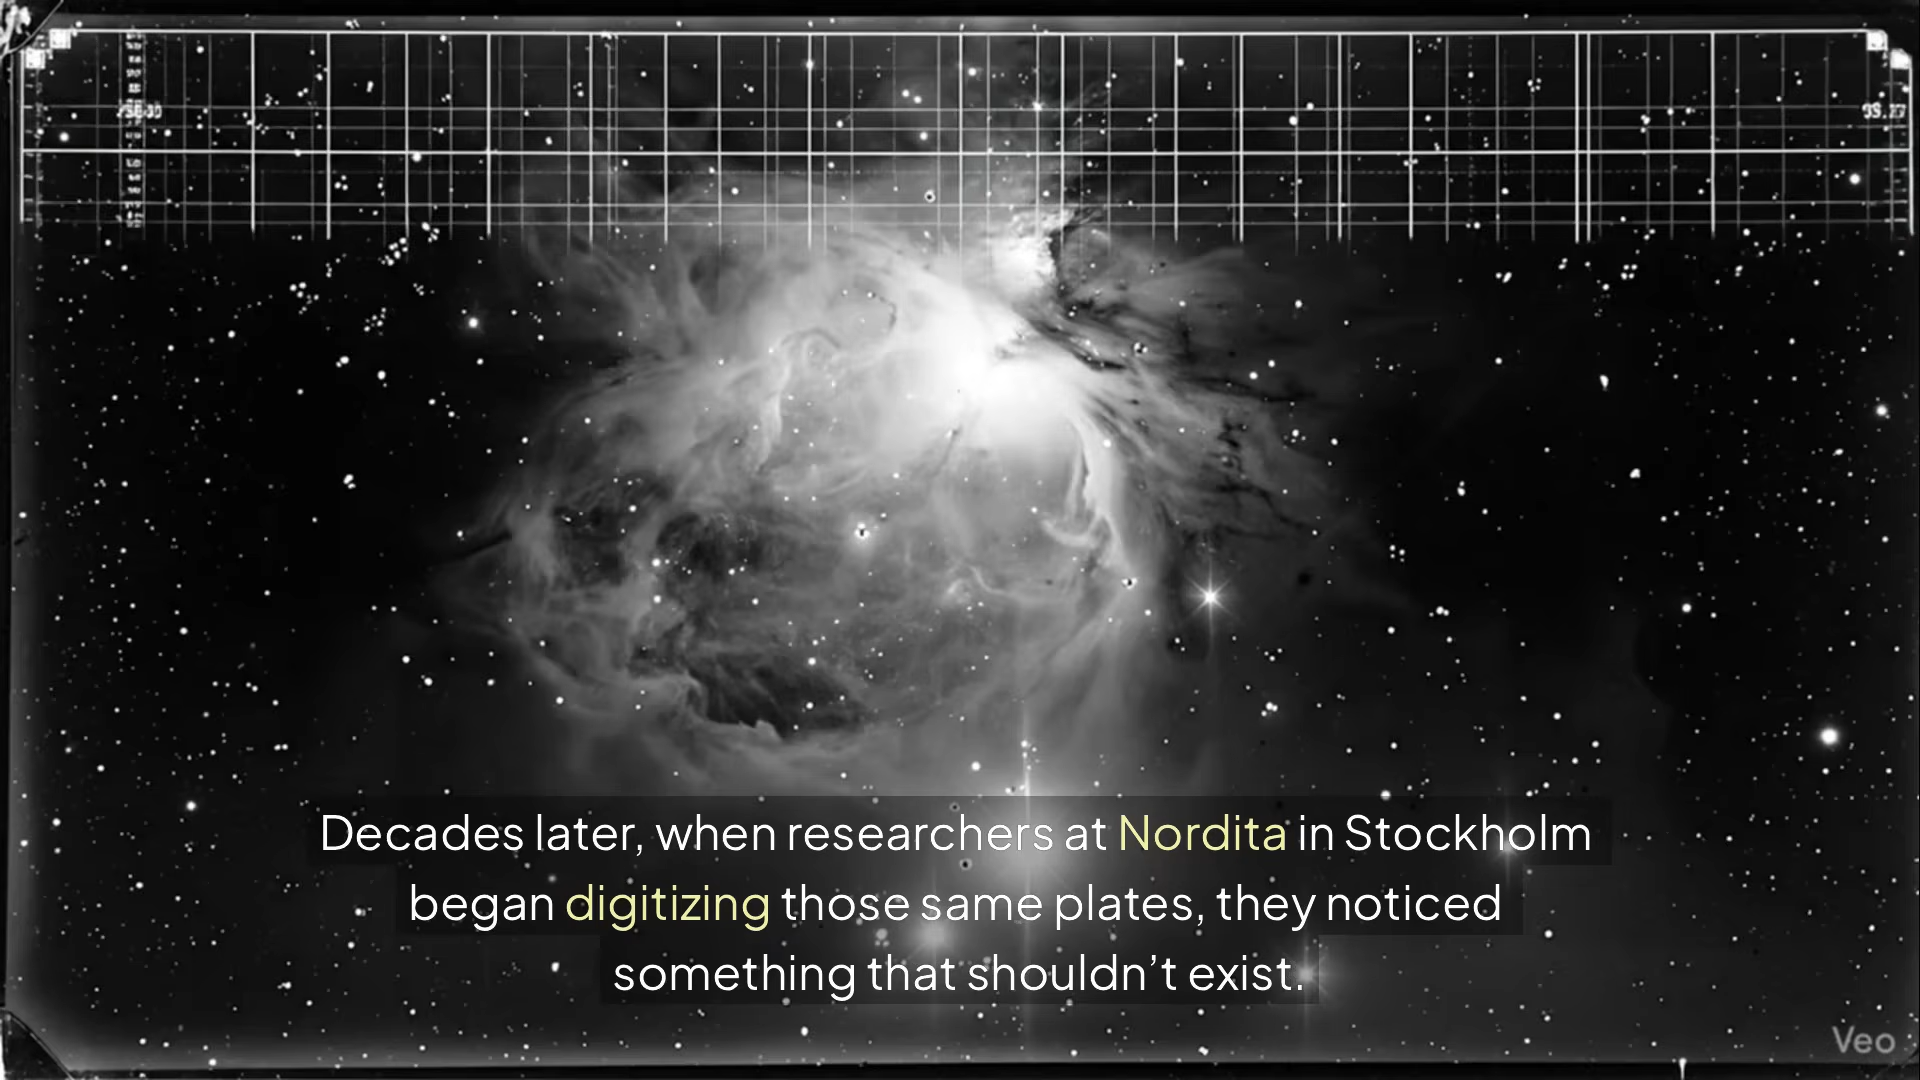 Decades later, when researchers at Nordita in Stockholm
began digitizing those same plates, they noticed
something that shouldn’t exist.
Veo